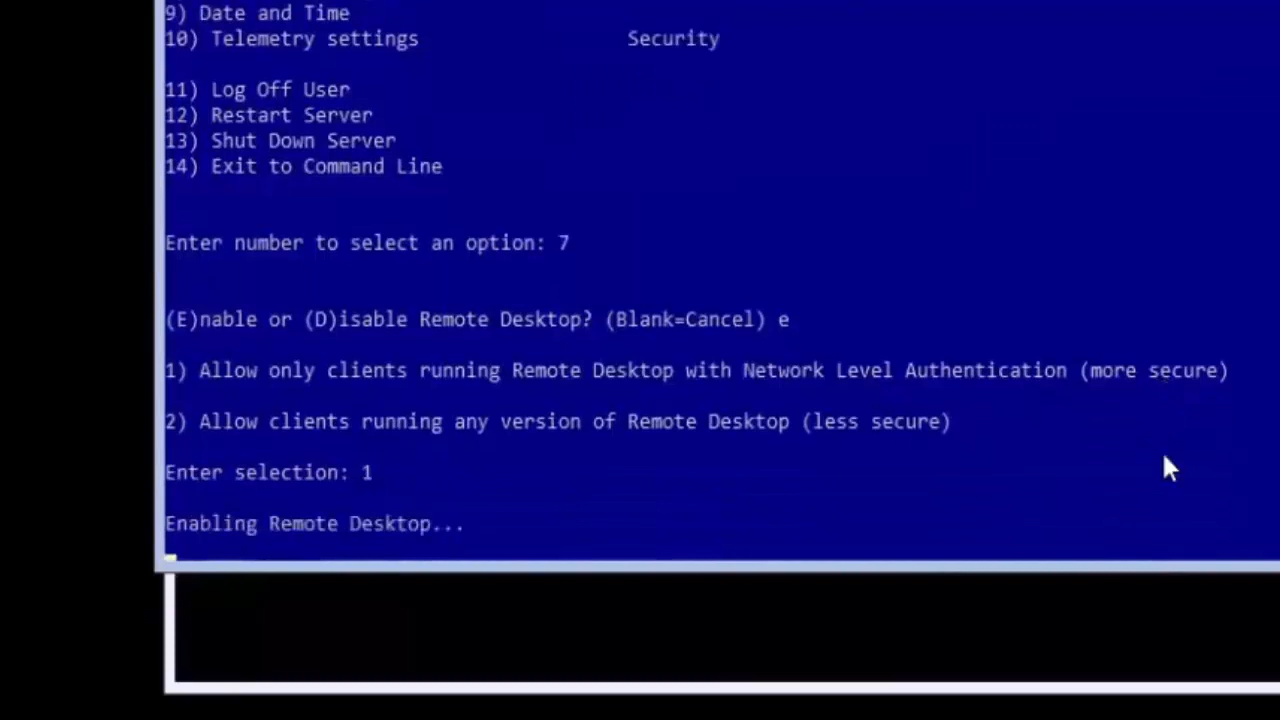 9) Date and Time
10) Telemetry settings Security
11) Log Off User
12) Restart Server
13) Shut Down Server
14) Exit to Command Line
Enter number to select an option: 7
(E)nable or (D)isable Remote Desktop? (Blank=Cancel) e
1) Allow only clients running Remote Desktop with Network Level Authentication (more secure)
2) Allow clients running any version of Remote Desktop (less secure)
Enter selection: 1
Enabling Remote Desktop...